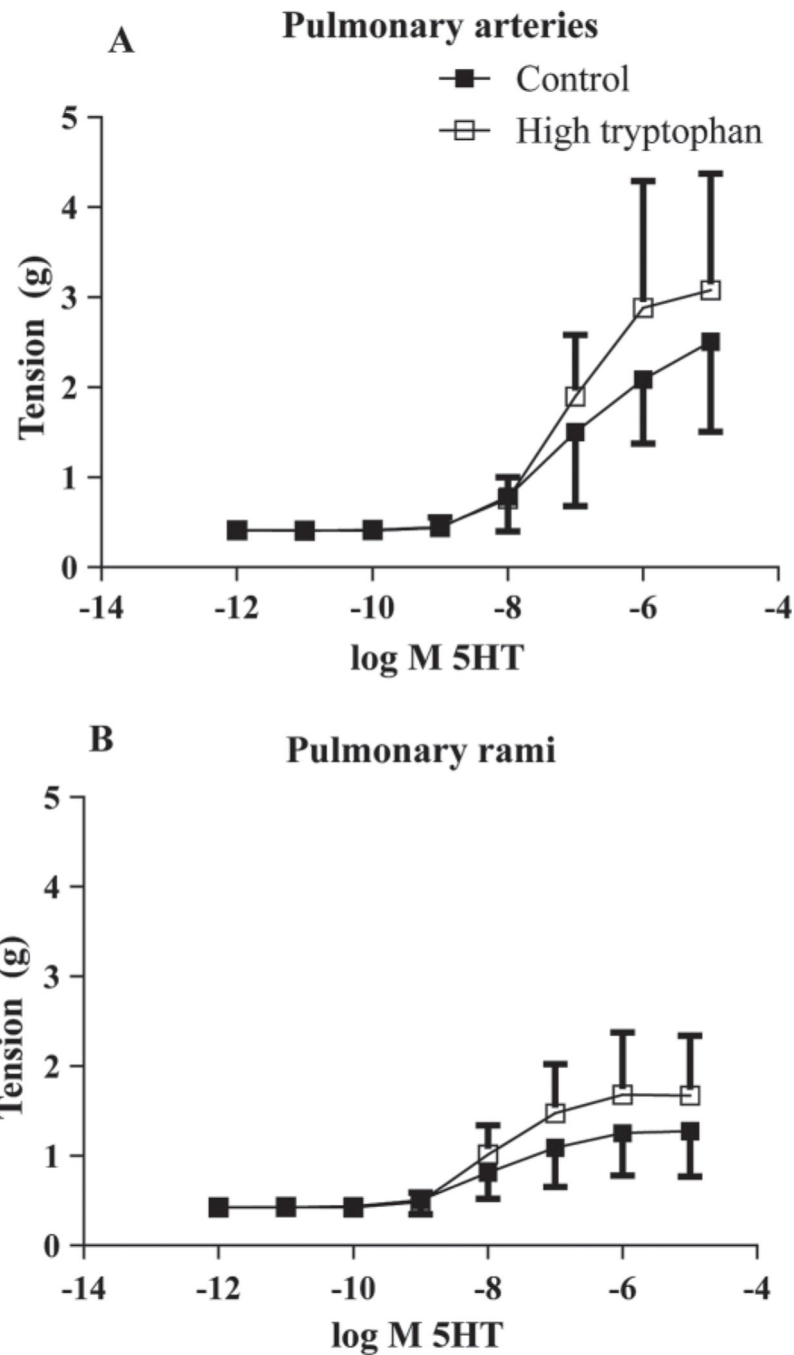 A
Pulmonary arteries
Control
High tryptophan
5
4
3
2
1
0
Tension (g)
-14 -12 -10 -8 -6 -4
log M 5HT
B
Pulmonary rami
5
4
3
2
1
0
Tension (g)
-14 -12 -10 -8 -6 -4
log M 5HT